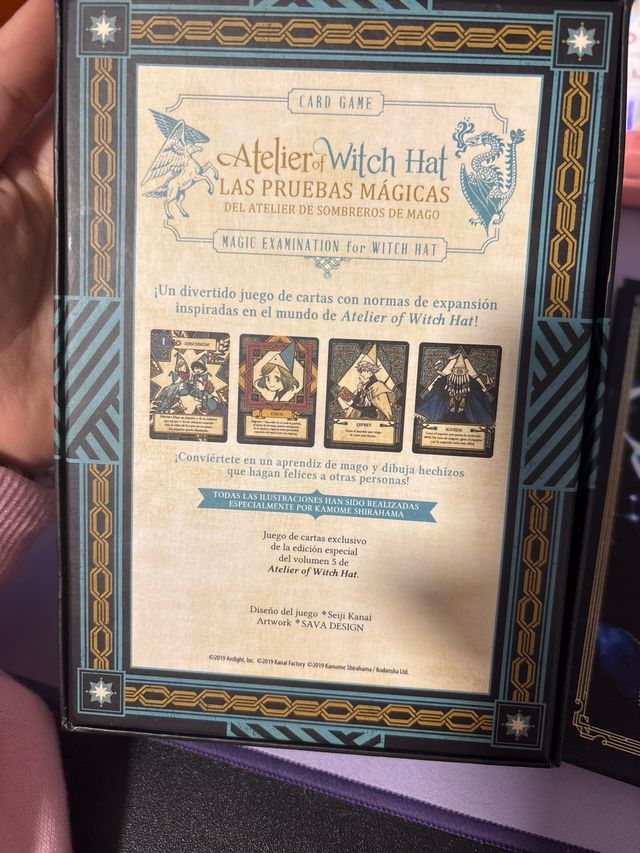 CARD GAME
Atelier of Witch Hat
LAS PRUEBAS MÁGICAS
DEL ATELIER DE SOMBREROS DE MAGO
MAGIC EXAMINATION for WITCH HAT
¡Un divertido juego de cartas con normas de expansión
inspiradas en el mundo de Atelier of Witch Hat!
COCO
QIFREY
¡Conviértete en un aprendiz de mago y dibuja hechizos
que hagan felices a otras personas!
TODAS LAS ILUSTRACIONES HAN SIDO REALIZADAS
ESPECIALMENTE POR KAMOME SHIRAHAMA
Juego de cartas exclusivo
de la edición especial
del volumen 5 de
Atelier of Witch Hat.
Diseño del juego ✦Seiji Kanai
Artwork ✦SAVA DESIGN
©2019 Arclight, Inc. ©2019 Kanai Factory ©2019 Kamome Shirahama / Kodansha Ltd.